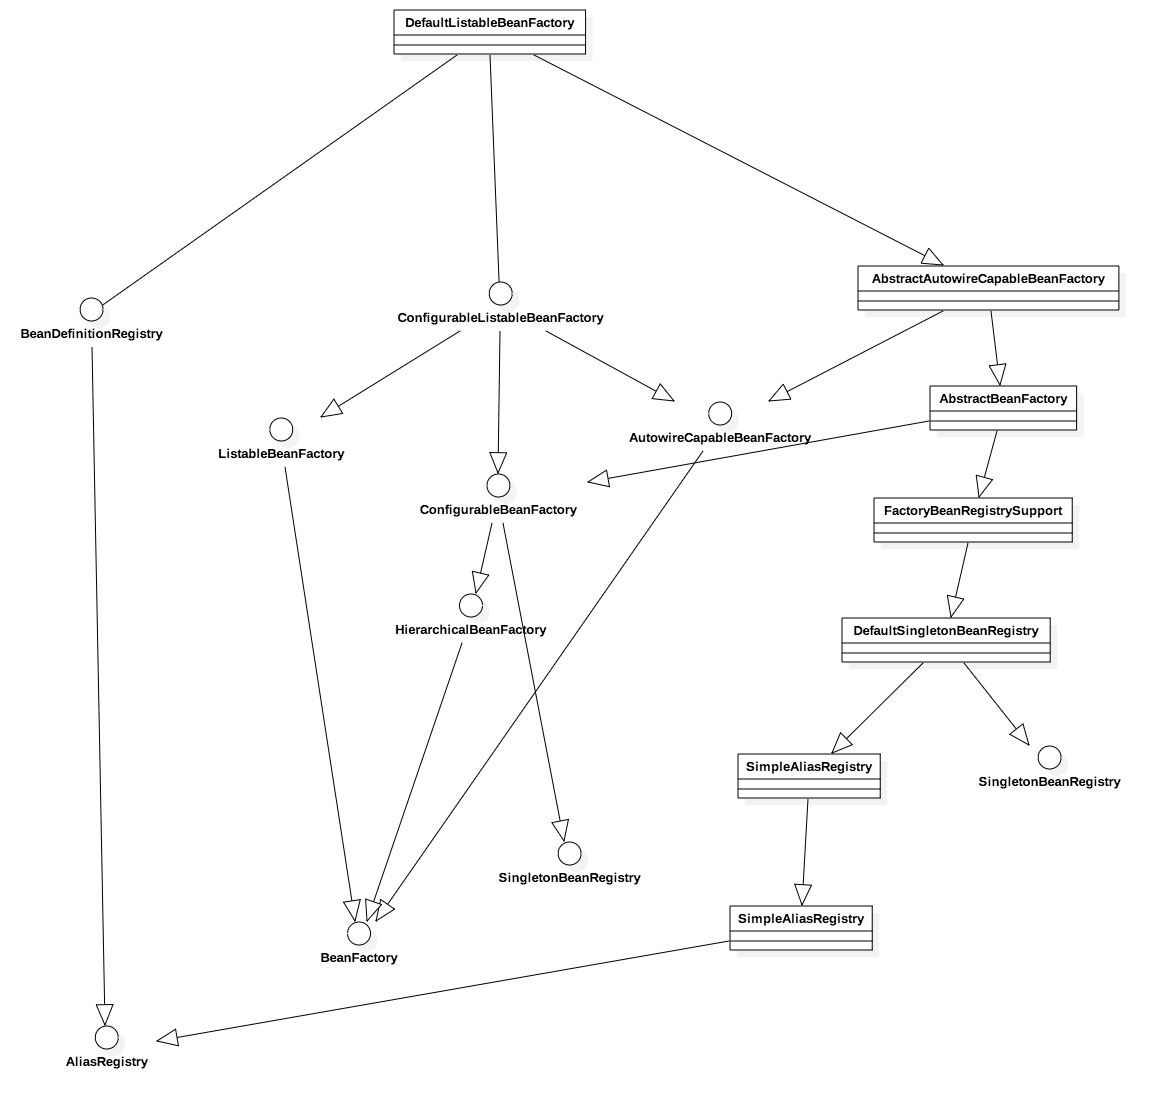 DefaultListableBeanFactory
AbstractAutowireCapableBeanFactory
ConfigurableListableBeanFactory
BeanDefinitionRegistry
AbstractBeanFactory
AutowireCapableBeanFactory
ListableBeanFactory
ConfigurableBeanFactory
FactoryBeanRegistrySupport
HierarchicalBeanFactory
DefaultSingletonBeanRegistry
SimpleAliasRegistry
SingletonBeanRegistry
SingletonBeanRegistry
SimpleAliasRegistry
BeanFactory
AliasRegistry